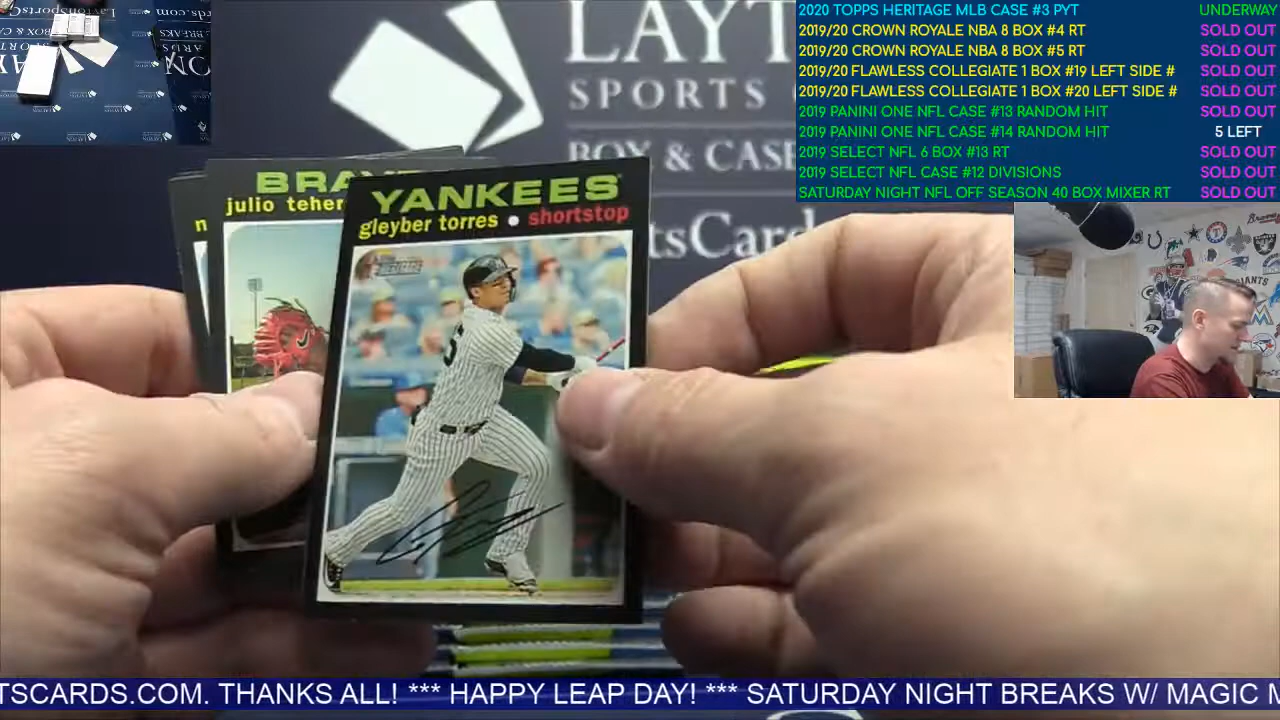 2020 TOPPS HERITAGE MLB CASE #3 PYT UNDERWAY
2019/20 CROWN ROYALE NBA 8 BOX #4 RT SOLD OUT
2019/20 CROWN ROYALE NBA 8 BOX #5 RT SOLD OUT
2019/20 FLAWLESS COLLEGIATE 1 BOX #19 LEFT SIDE # SOLD OUT
2019/20 FLAWLESS COLLEGIATE 1 BOX #20 LEFT SIDE # SOLD OUT
2019 PANINI ONE NFL CASE #13 RANDOM HIT SOLD OUT
2019 PANINI ONE NFL CASE #14 RANDOM HIT 5 LEFT
2019 SELECT NFL 6 BOX #13 RT SOLD OUT
2019 SELECT NFL CASE #12 DIVISIONS SOLD OUT
SATURDAY NIGHT NFL OFF SEASON 40 BOX MIXER RT SOLD OUT
LAYT
SPORTS
BOX & CASE
tsCard
BRAV
julio teher
n
YANKEES
gleyber torres • shortstop
HERITAGE
TSCARDS.COM. THANKS ALL! *** HAPPY LEAP DAY! *** SATURDAY NIGHT BREAKS W/ MAGIC M